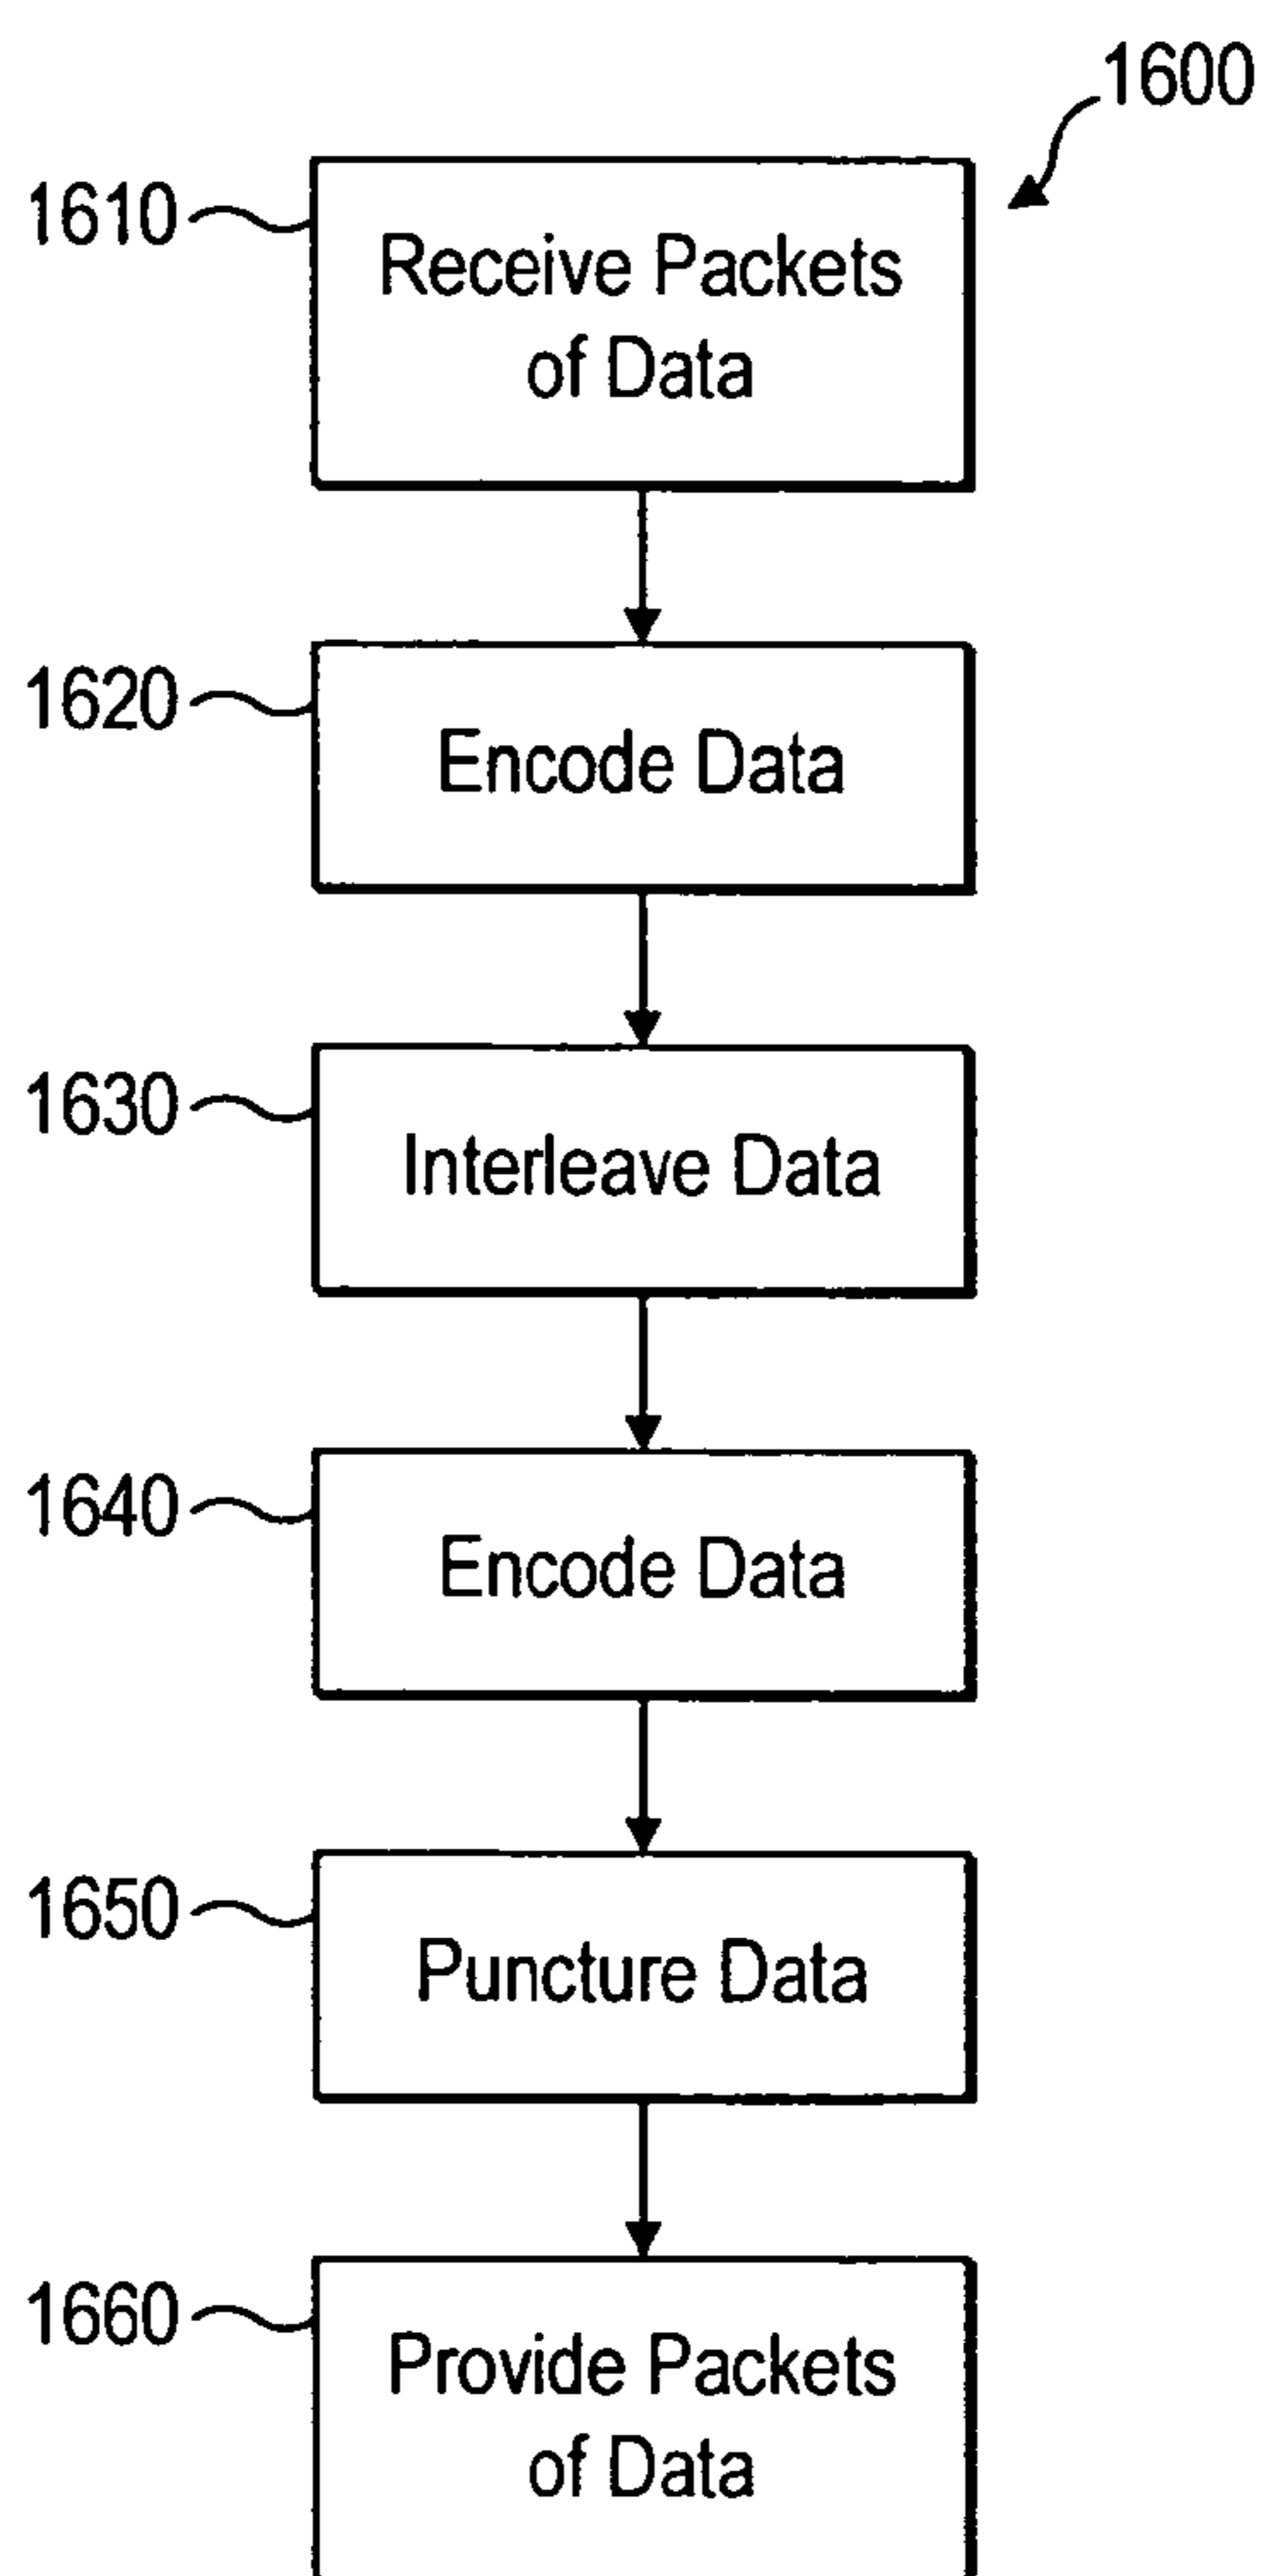 1600
1610
Receive Packets
of Data
1620
Encode Data
1630
Interleave Data
1640
Encode Data
1650
Puncture Data
1660
Provide Packets
of Data